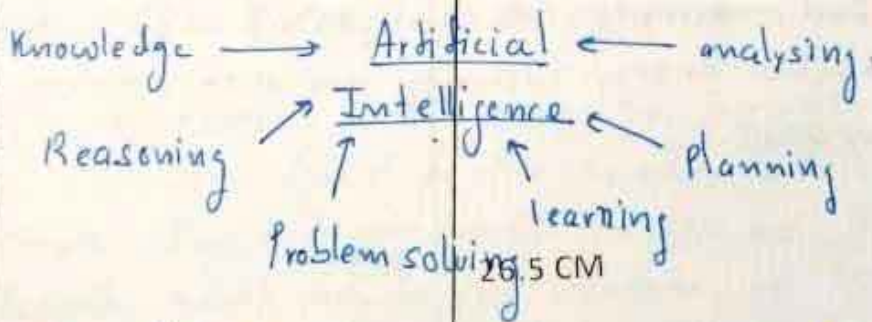 Knowledge → Artificial ← analysing.
Reasoning ↗ Intelligence ↖ Planning
Problem solving learning
26.5 CM